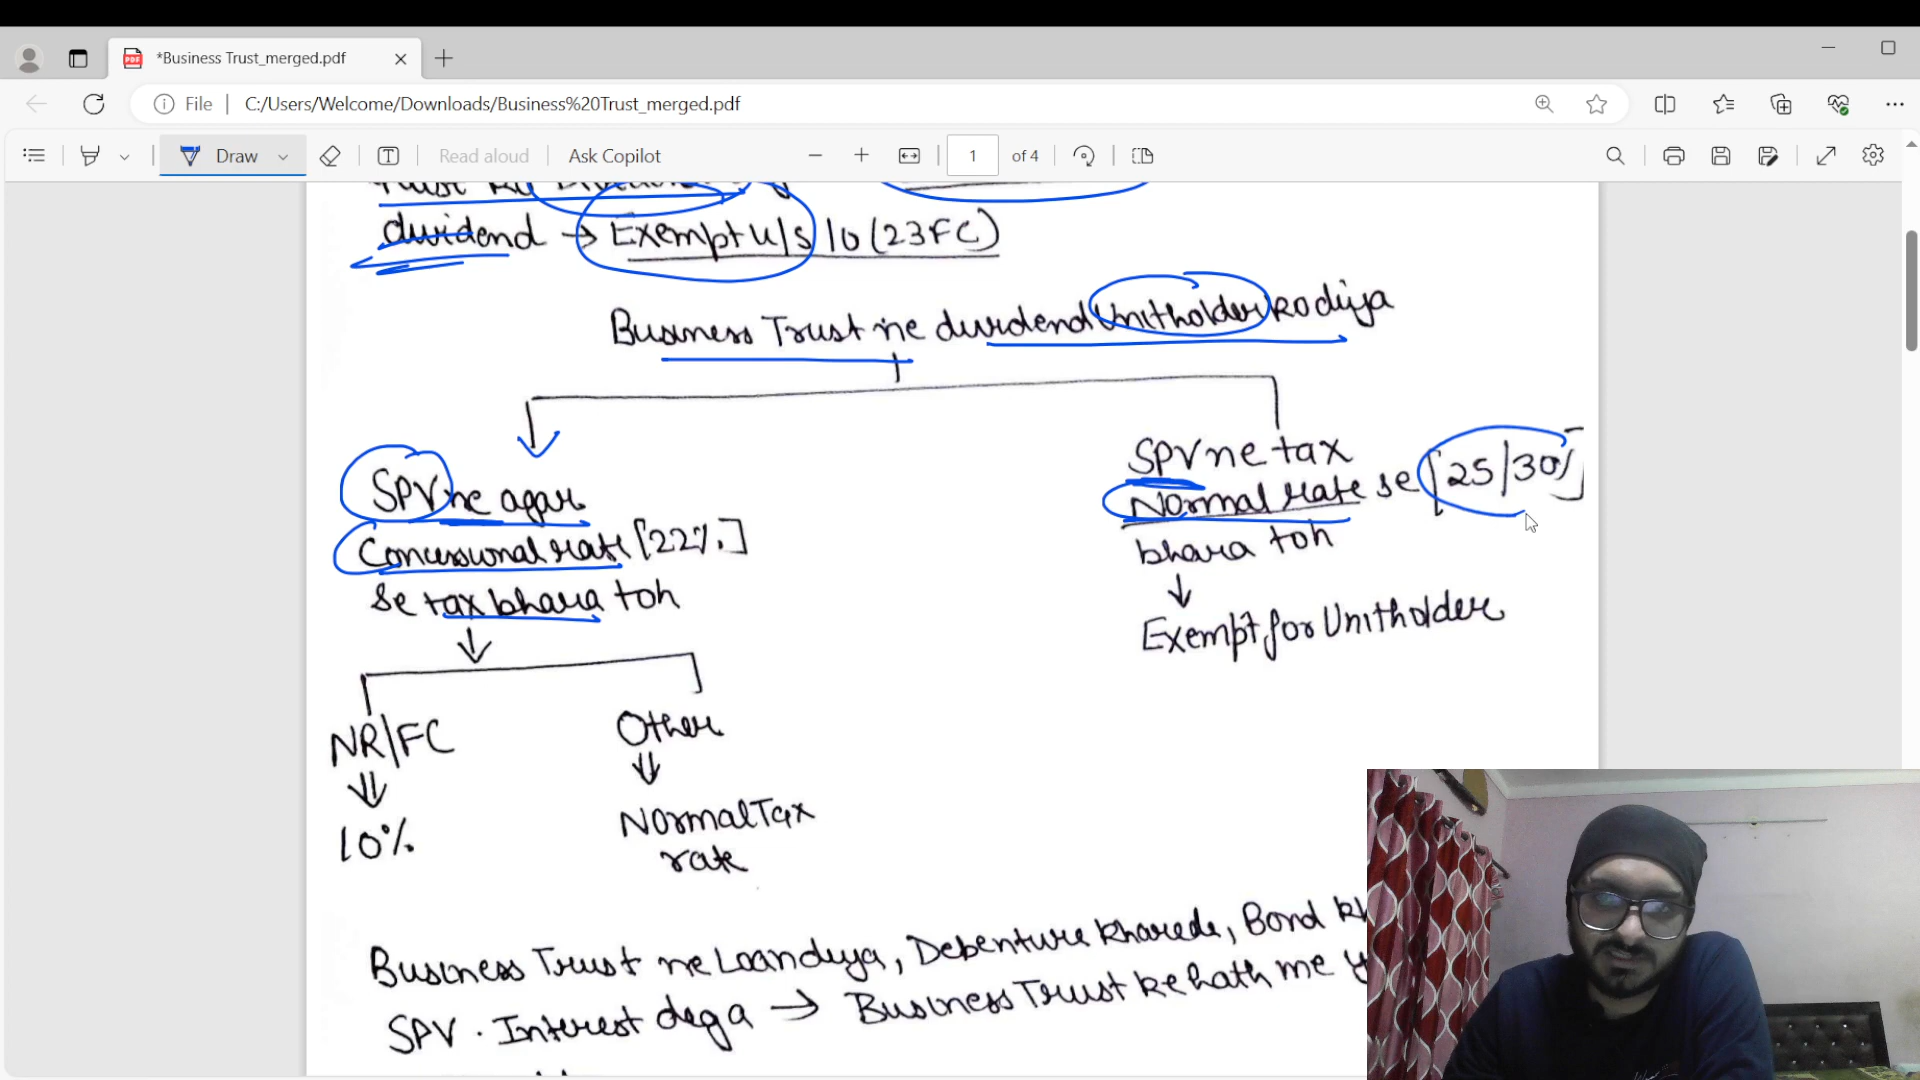 *Business Trust_merged.pdf
File
C:/Users/Welcome/Downloads/Business%20Trust_merged.pdf
Draw
Read aloud
Ask Copilot
1
of 4
dividend → Exempt u/s 10(23FC)
Business Trust ne dividend Unitholder ko diya
SPV ne agar
Concessional rate [22%]
se tax bhara toh
SPV ne tax
Normal rate se [25/30%]
bhara toh
Exempt for Unitholder
NR/FC
10%
Other
Normal Tax
rate
Business Trust ne Loan diya, Debenture kharede, Bond
SPV. Interest dega → Business Trust ke hath me